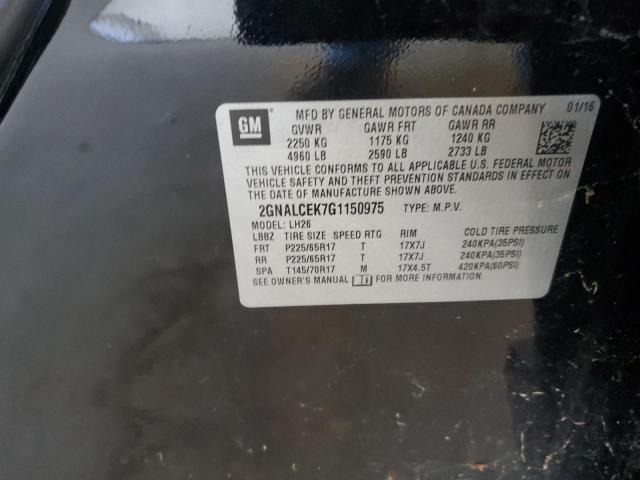 GM
MFD BY GENERAL MOTORS OF CANADA COMPANY 01/16
GVWR GAWR FRT GAWR RR
2250 KG 1175 KG 1240 KG
4960 LB 2590 LB 2733 LB
THIS VEHICLE CONFORMS TO ALL APPLICABLE U.S. FEDERAL MOTOR
VEHICLE SAFETY, BUMPER, AND THEFT PREVENTION STANDARDS IN EFFECT ON THE
DATE OF MANUFACTURE SHOWN ABOVE.
2GNALCEK7G1150975 TYPE: M.P.V.
MODEL: LH26
LBBZ TIRE SIZE SPEED RTG RIM
FRT P225/65R17 T 17X7J 240KPA(35PSI)
RR P225/65R17 T 17X7J 240KPA(35PSI)
SPA T145/70R17 M 17X4.5T 420KPA(60PSI)
SEE OWNER'S MANUAL FOR MORE INFORMATION.